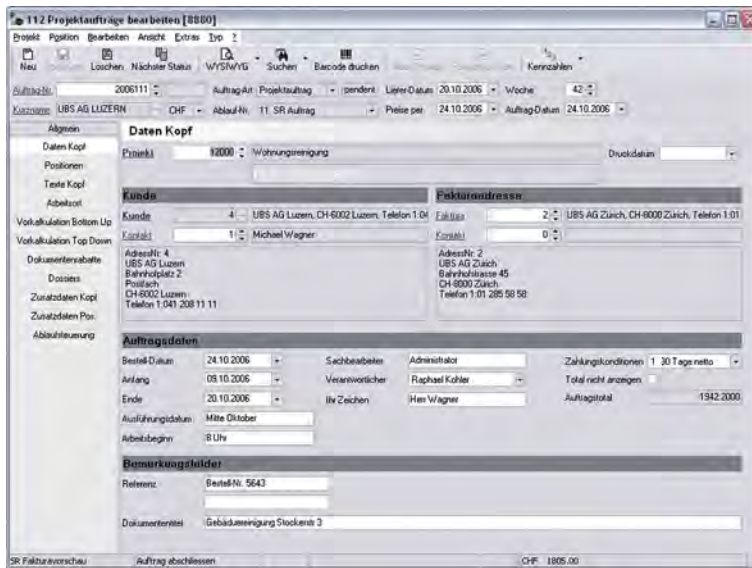 112 Projektaufträge bearbeiten [8880]
Projekt Position Bearbeiten Ansicht Extras Typ ?
Neu Löschen Nächster Status WYSIWYG Suchen Barcode drucken Kennzahlen
Auftrag-Nr. 2006111 Auftrag-Art Projektauftrag pendent Liefer-Datum 20.10.2006 Woche 42
Kurzname UBS AG LUZERN CHF Ablauf-Nr. 11 SR Auftrag Preise per 24.10.2006 Auftrag-Datum 24.10.2006
Allgemein
Daten Kopf
Positionen
Texte Kopf
Arbeitsort
Vorkalkulation Bottom Up
Vorkalkulation Top Down
Dokumentenrabatte
Dossiers
Zusatzdaten Kopf
Zusatzdaten Pos.
Ablaufsteuerung
Daten Kopf
Projekt 12000 Wohnungsreinigung Druckdatum
Kunde
Kunde 4 UBS AG Luzern, CH-6002 Luzern, Telefon 1:04
Kontakt 1 Michael Wagner
AdressNr: 4
UBS AG Luzern
Bahnhofplatz 2
Postfach
CH-6002 Luzern
Telefon 1:041 208 11 11
Fakturaadresse
Faktura 2 UBS AG Zürich, CH-8000 Zürich, Telefon 1:01
Kontakt 0
AdressNr: 2
UBS AG Zürich
Bahnhofstrasse 45
CH-8000 Zürich
Telefon 1:01 285 58 58
Auftragsdaten
Bestell-Datum 24.10.2006 Sachbearbeiter Administrator Zahlungskonditionen 1 30 Tage netto
Anfang 09.10.2006 Verantwortlicher Raphael Kohler Total nicht anzeigen
Ende 20.10.2006 Ihr Zeichen Herr Wagner Auftragstotal 1942.2000
Ausführungsdatum Mitte Oktober
Arbeitsbeginn 8 Uhr
Bemerkungsfelder
Referenz Bestell-Nr. 5643
Dokumententitel Gebäudereinigung Stockerstr 3
SR Fakturavorschau Auftrag abschliessen CHF 1805.00